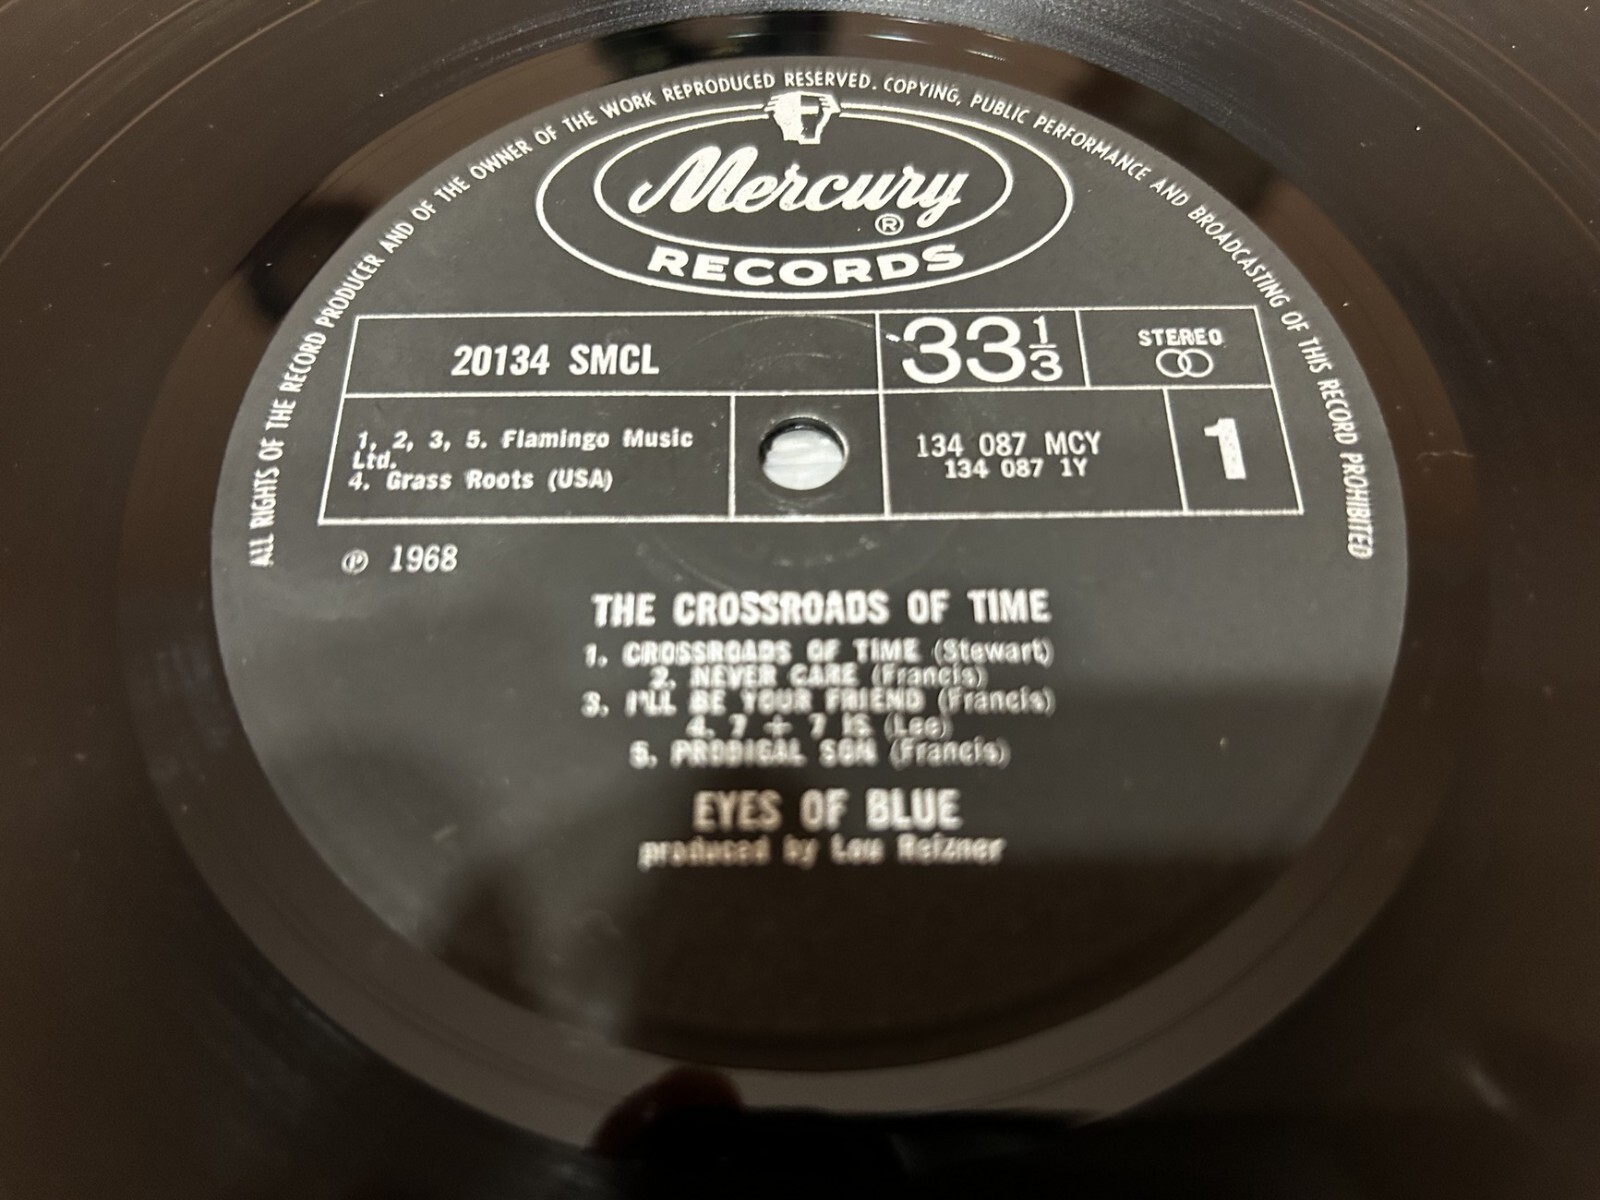 ALL RIGHTS OF THE RECORD PRODUCER AND OF THE OWNER OF THE WORK REPRODUCED RESERVED. COPYING, PUBLIC PERFORMANCE AND BROADCASTING OF THIS RECORD PROHIBITED
Mercury ®
RECORDS
20134 SMCL
33 1/3
STEREO
1, 2, 3, 5. Flamingo Music
Ltd.
4. Grass Roots (USA)
134 087 MCY
134 087 1Y
1
℗ 1968
THE CROSSROADS OF TIME
1. CROSSROADS OF TIME (Stewart)
2. NEVER CARE (Francis)
3. I'LL BE YOUR FRIEND (Francis)
4. 7 + 7 IS (Lee)
5. PRODIGAL SON (Francis)
EYES OF BLUE
produced by Lou Reizner